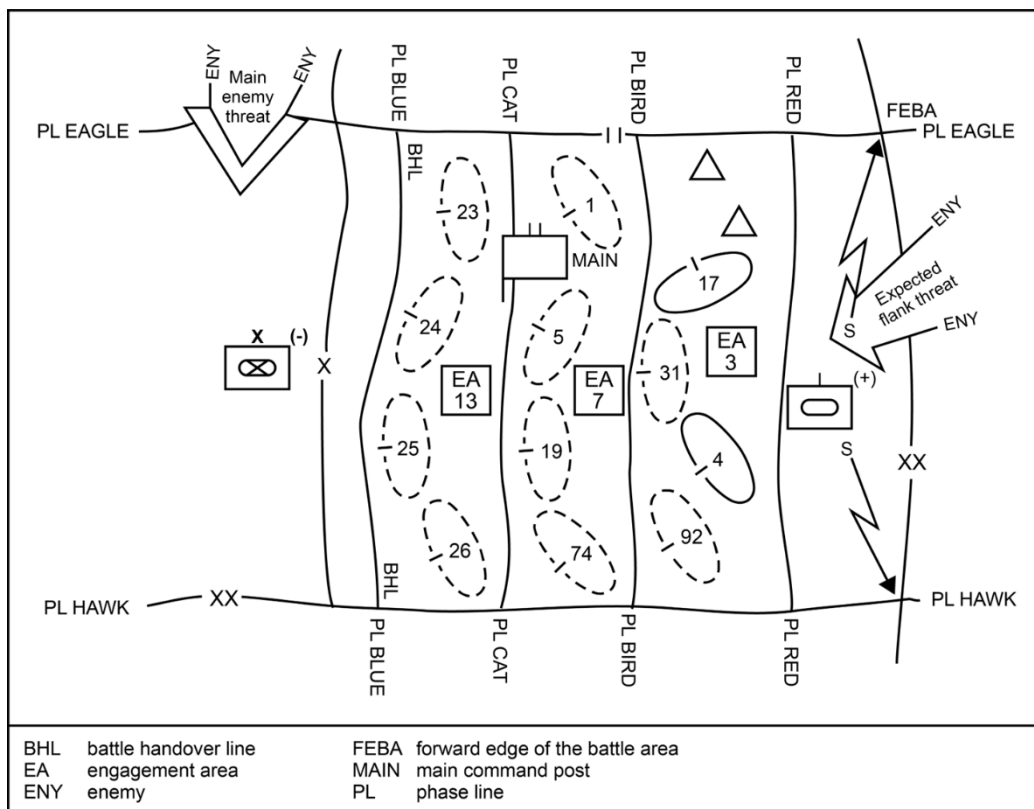 ENY
ENY
Main
enemy
threat
PL BLUE
PL CAT
PL BIRD
PL RED
FEBA
PL EAGLE
PL EAGLE
BHL
23
1
MAIN
17
ENY
Expected
flank threat
ENY
S
24
5
EA
3
X
(-)
X
EA
13
EA
7
31
(+)
25
19
4
S
XX
26
74
92
BHL
PL HAWK
XX
PL HAWK
PL BLUE
PL CAT
PL BIRD
PL RED
BHL battle handover line
EA engagement area
ENY enemy
FEBA forward edge of the battle area
MAIN main command post
PL phase line